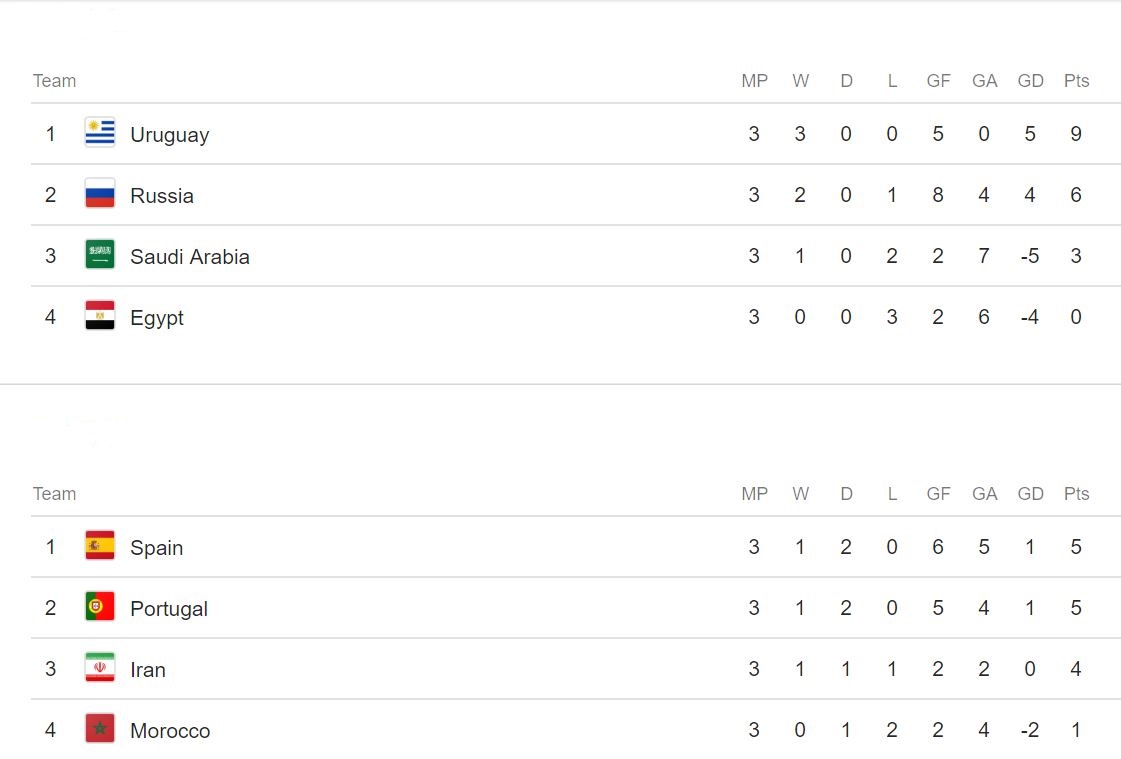 Team MP W D L GF GA GD Pts
1 Uruguay 3 3 0 0 5 0 5 9
2 Russia 3 2 0 1 8 4 4 6
3 Saudi Arabia 3 1 0 2 2 7 -5 3
4 Egypt 3 0 0 3 2 6 -4 0
Team MP W D L GF GA GD Pts
1 Spain 3 1 2 0 6 5 1 5
2 Portugal 3 1 2 0 5 4 1 5
3 Iran 3 1 1 1 2 2 0 4
4 Morocco 3 0 1 2 2 4 -2 1